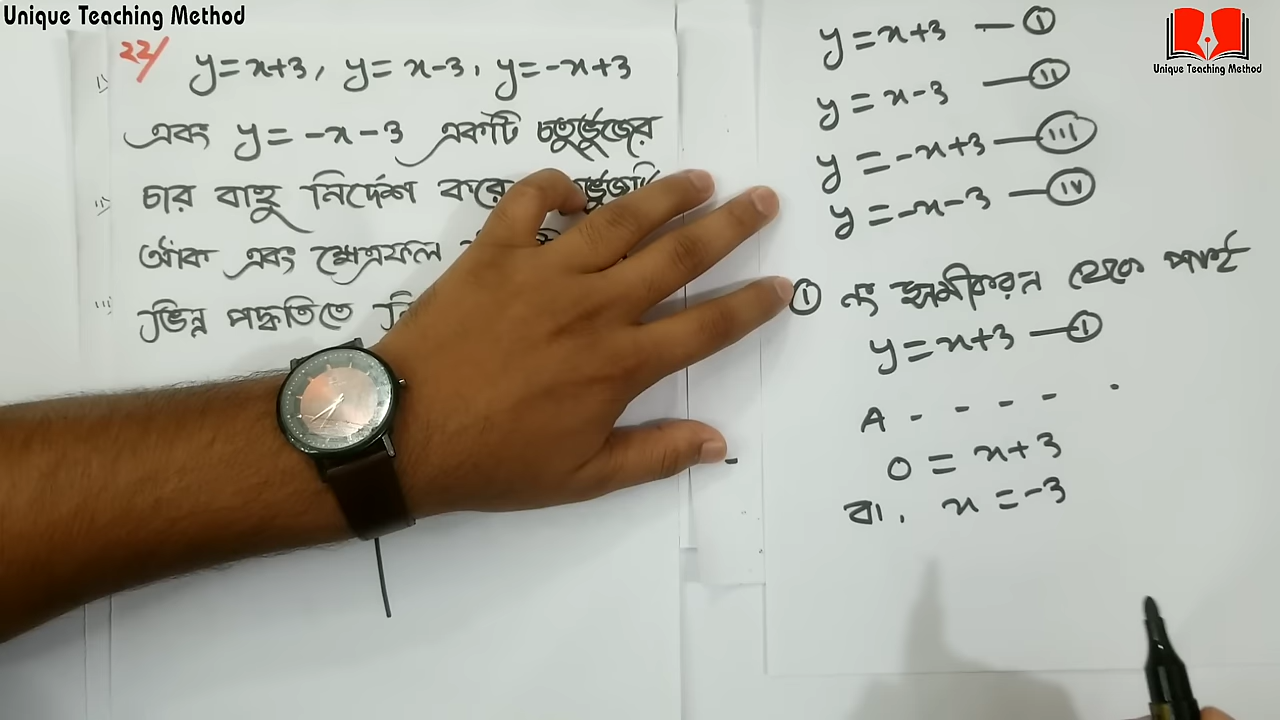 Unique Teaching Method
22/ y=x+3, y=x-3, y=-x+3
এবং y=-x-3 একটি চতুর্ভুজের
চার বাহু নির্দেশ করে
আঁক এবং ক্ষেত্রফল
ভিন্ন পদ্ধতিতে
y=x+3 — (I)
y=x-3 — (II)
y=-x+3 — (III)
y=-x-3 — (IV)
(I) নং সমীকরন থেকে পাই
y=x+3 — (I)
A - - - -
0 = x+3
বা, x = -3
Unique Teaching Method